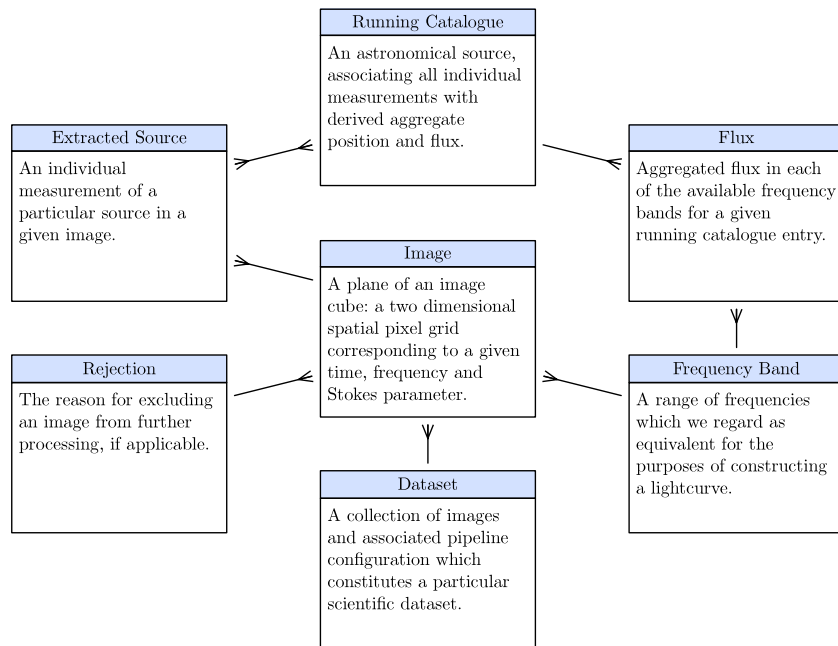 Running Catalogue
An astronomical source,
associating all individual
measurements with
derived aggregate
position and flux.
Extracted Source
An individual
measurement of a
particular source in a
given image.
Flux
Aggregated flux in each
of the available frequency
bands for a given
running catalogue entry.
Image
A plane of an image
cube: a two dimensional
spatial pixel grid
corresponding to a given
time, frequency and
Stokes parameter.
Rejection
The reason for excluding
an image from further
processing, if applicable.
Frequency Band
A range of frequencies
which we regard as
equivalent for the
purposes of constructing
a lightcurve.
Dataset
A collection of images
and associated pipeline
configuration which
constitutes a particular
scientific dataset.